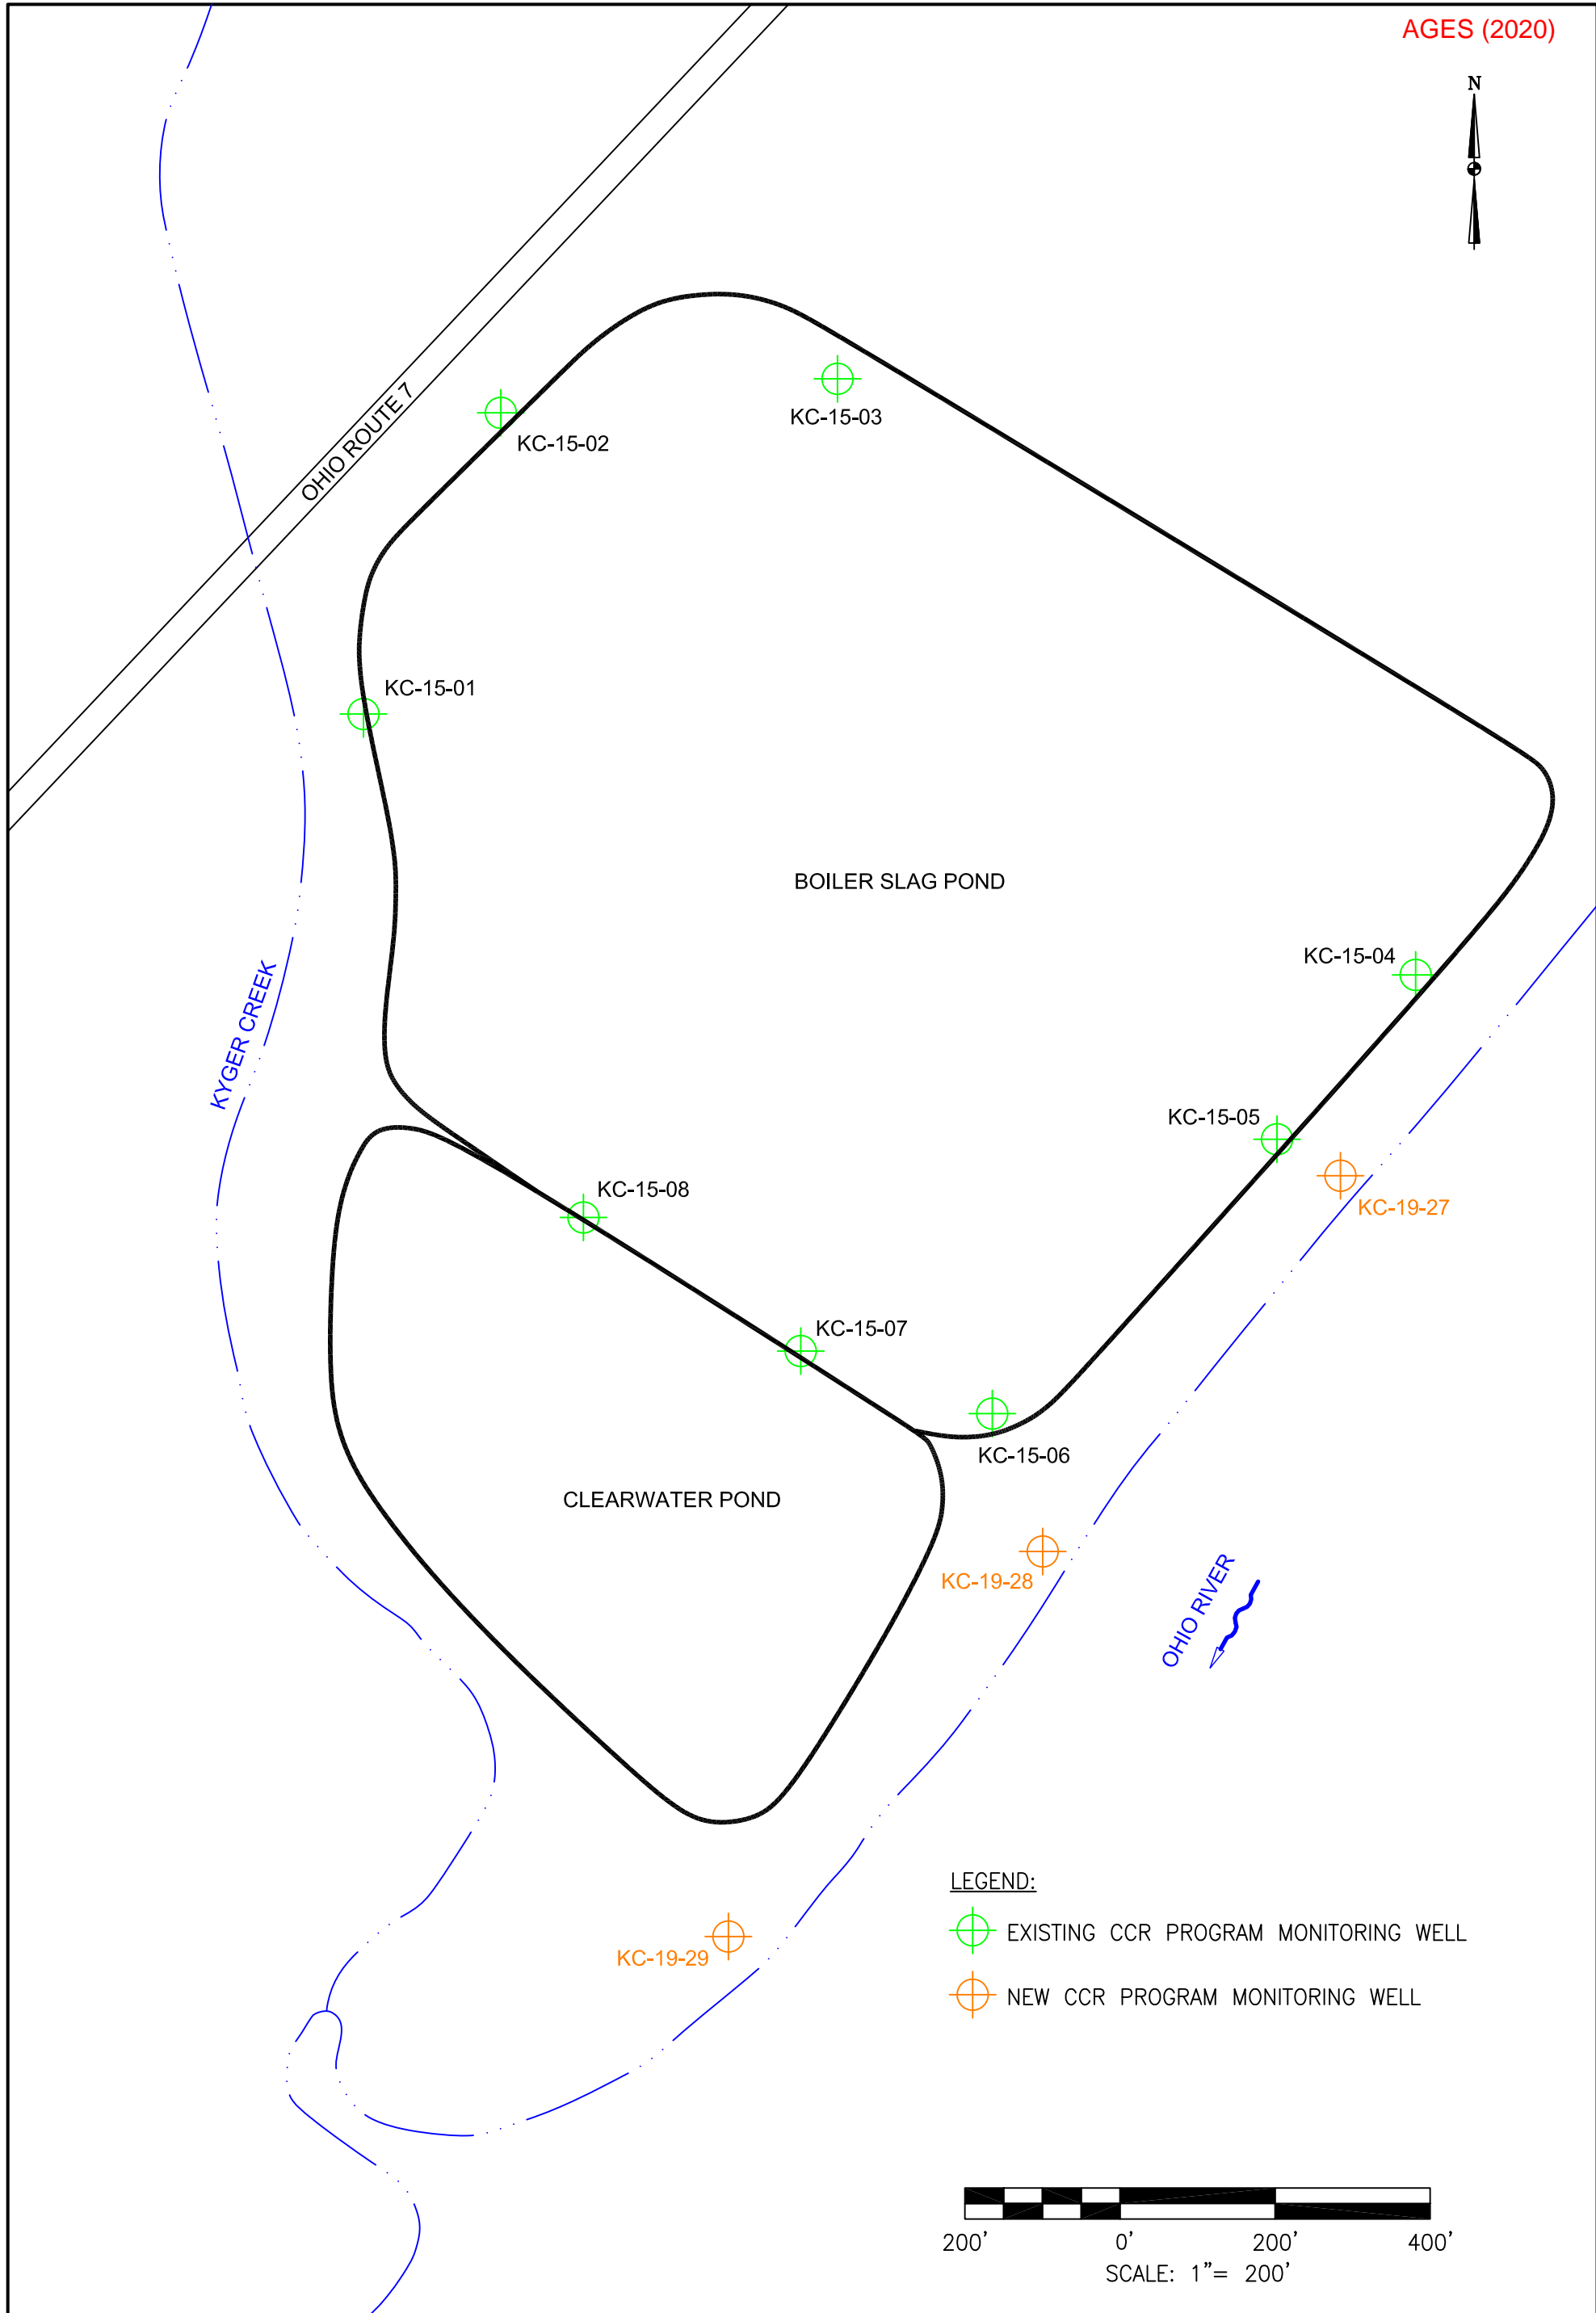 AGES (2020)
N
OHIO ROUTE 7
KC-15-03
KC-15-02
KC-15-01
BOILER SLAG POND
KC-15-04
KYGER CREEK
KC-15-05
KC-15-08
KC-19-27
KC-15-07
KC-15-06
CLEARWATER POND
KC-19-28
OHIO RIVER
LEGEND:
EXISTING CCR PROGRAM MONITORING WELL
KC-19-29
NEW CCR PROGRAM MONITORING WELL
200' 0' 200' 400'
SCALE: 1"= 200'